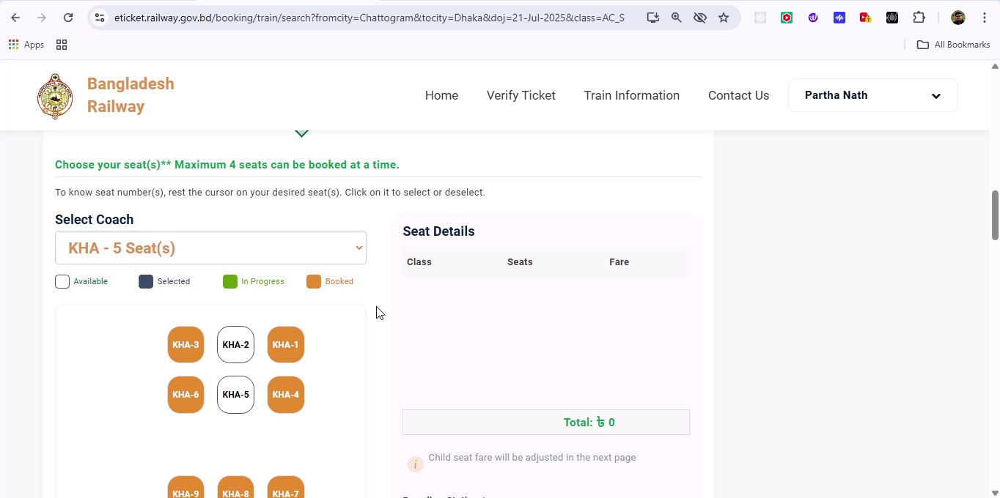 eticket.railway.gov.bd/booking/train/search?fromcity=Chattogram&tocity=Dhaka&doj=21-Jul-2025&class=AC_S
Apps
All Bookmarks
Bangladesh
Railway
Home
Verify Ticket
Train Information
Contact Us
Partha Nath
Choose your seat(s)** Maximum 4 seats can be booked at a time.
To know seat number(s), rest the cursor on your desired seat(s). Click on it to select or deselect.
Select Coach
KHA - 5 Seat(s)
Available
Selected
In Progress
Booked
KHA-3
KHA-2
KHA-1
KHA-6
KHA-5
KHA-4
KHA-9
KHA-8
KHA-7
Seat Details
Class
Seats
Fare
Total: ৳ 0
Child seat fare will be adjusted in the next page